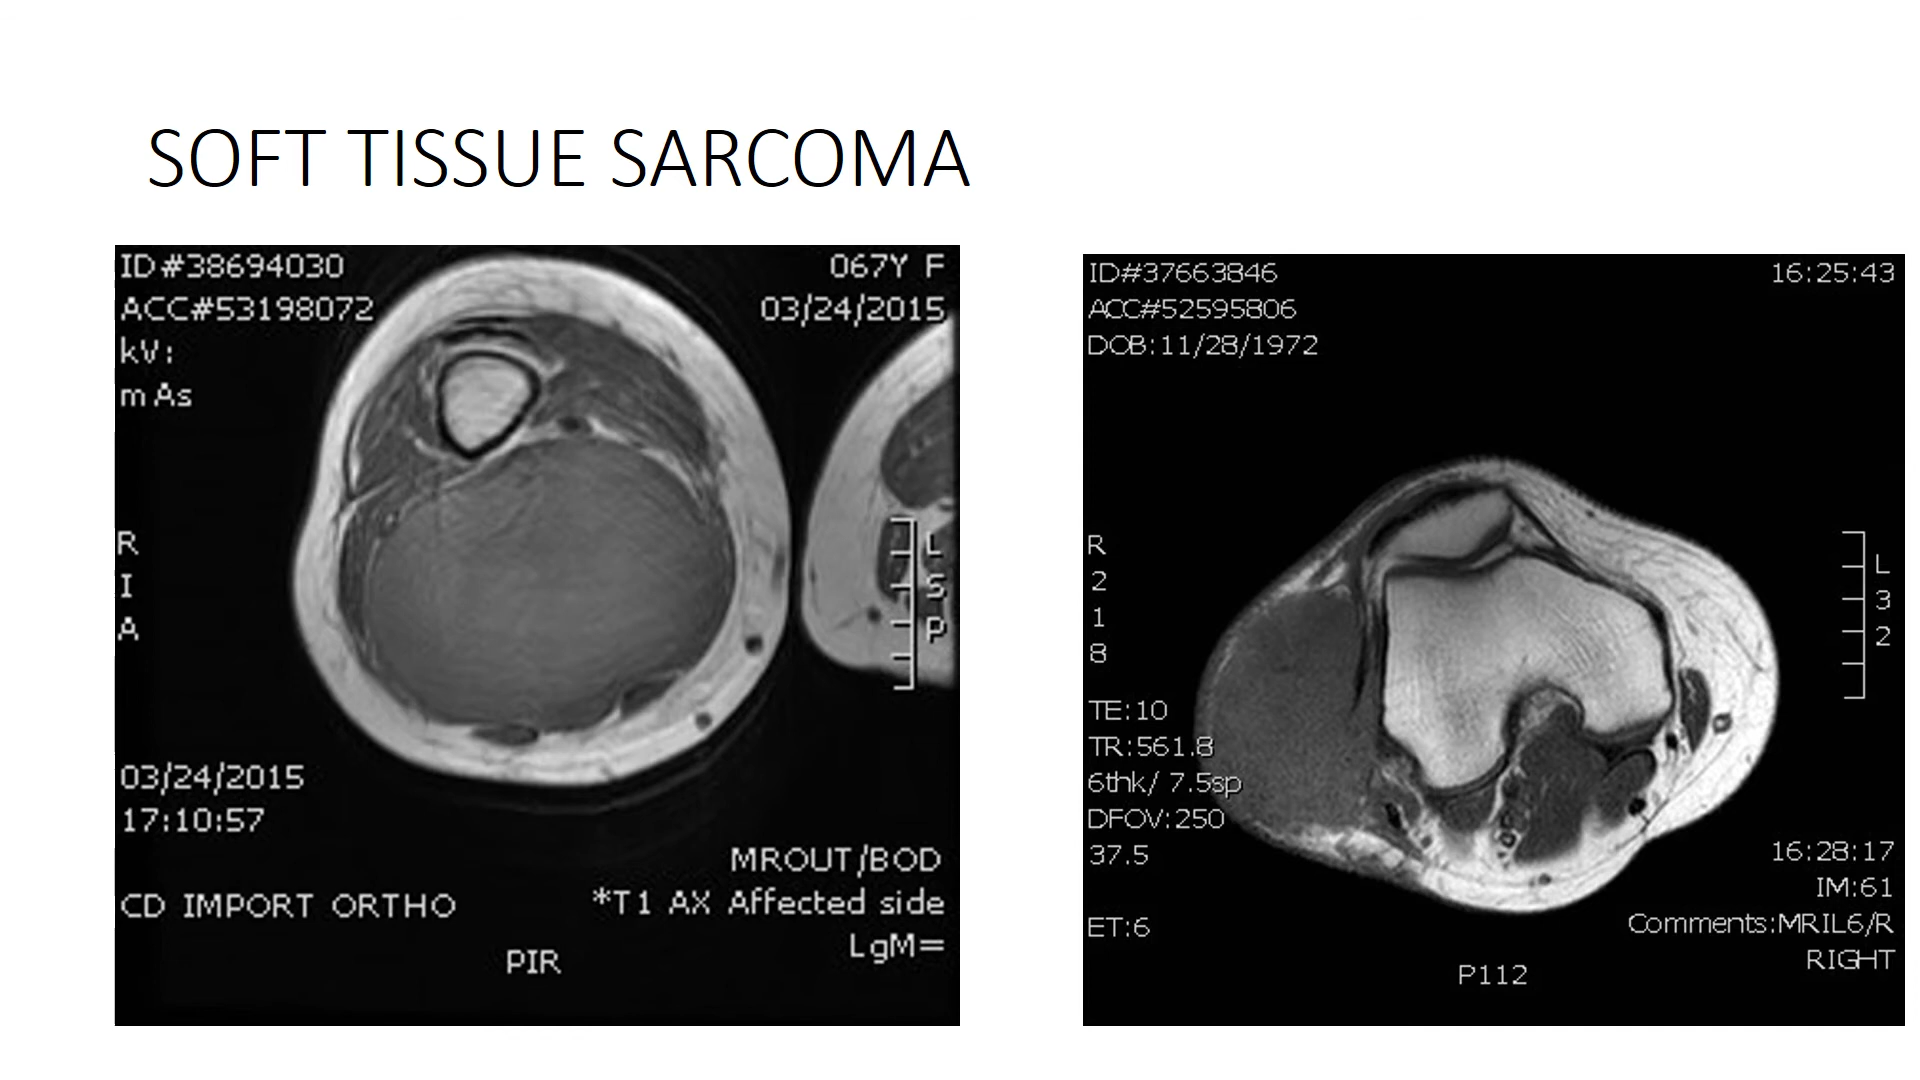 SOFT TISSUE SARCOMA
ID#38694030
067Y F
ACC#53198072
03/24/2015
kV:
mAs
R
I
A
L
S
P
03/24/2015
17:10:57
MROUT/BOD
CD IMPORT ORTHO
*T1 AX Affected side
LgM=
PIR
ID#37663846
16:25:43
ACC#52595806
DOB:11/28/1972
R
2
1
8
L
3
2
TE:10
TR:561.8
6thk/ 7.5sp
DFOV:250
37.5
16:28:17
IM:61
ET:6
Comments:MRIL6/R
RIGHT
P112